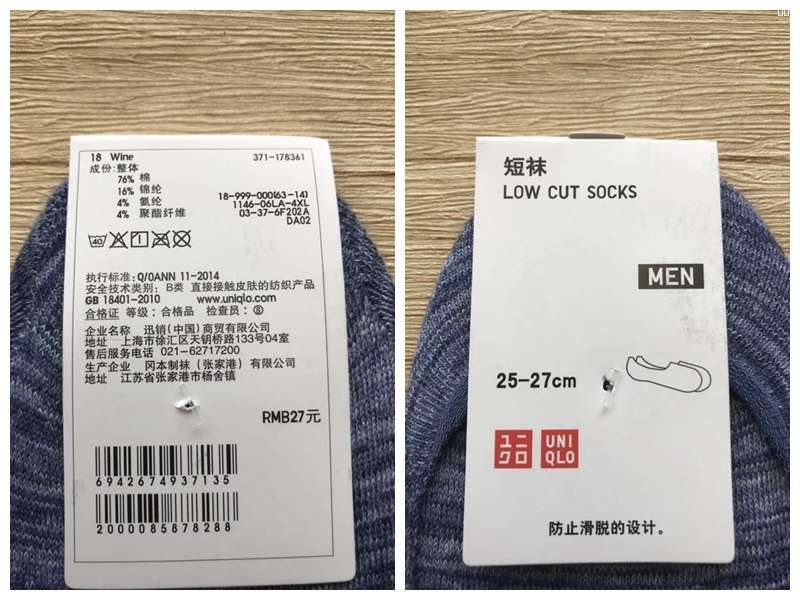 18 Wine
371-178361
成份:整体
76% 棉
16% 锦纶
4% 氨纶
4% 聚酯纤维
18-999-000(63-14)
1146-06LA-4XL
03-37-6F202A
DA02
40
执行标准:Q/0ANN 11-2014
安全技术类别: B类 直接接触皮肤的纺织产品
GB 18401-2010 www.uniqlo.com
合格证 等级:合格品 检查员:⑧
企业名称 迅销(中国)商贸有限公司
地址 上海市徐汇区天钥桥路133号04室
售后服务电话 021-62717200
生产企业 冈本制袜(张家港)有限公司
地址 江苏省张家港市杨舍镇
RMB27元
6942674937135
2000085878288
短袜
LOW CUT SOCKS
MEN
25-27cm
ユニクロ
UNIQLO
防止滑脱的设计。